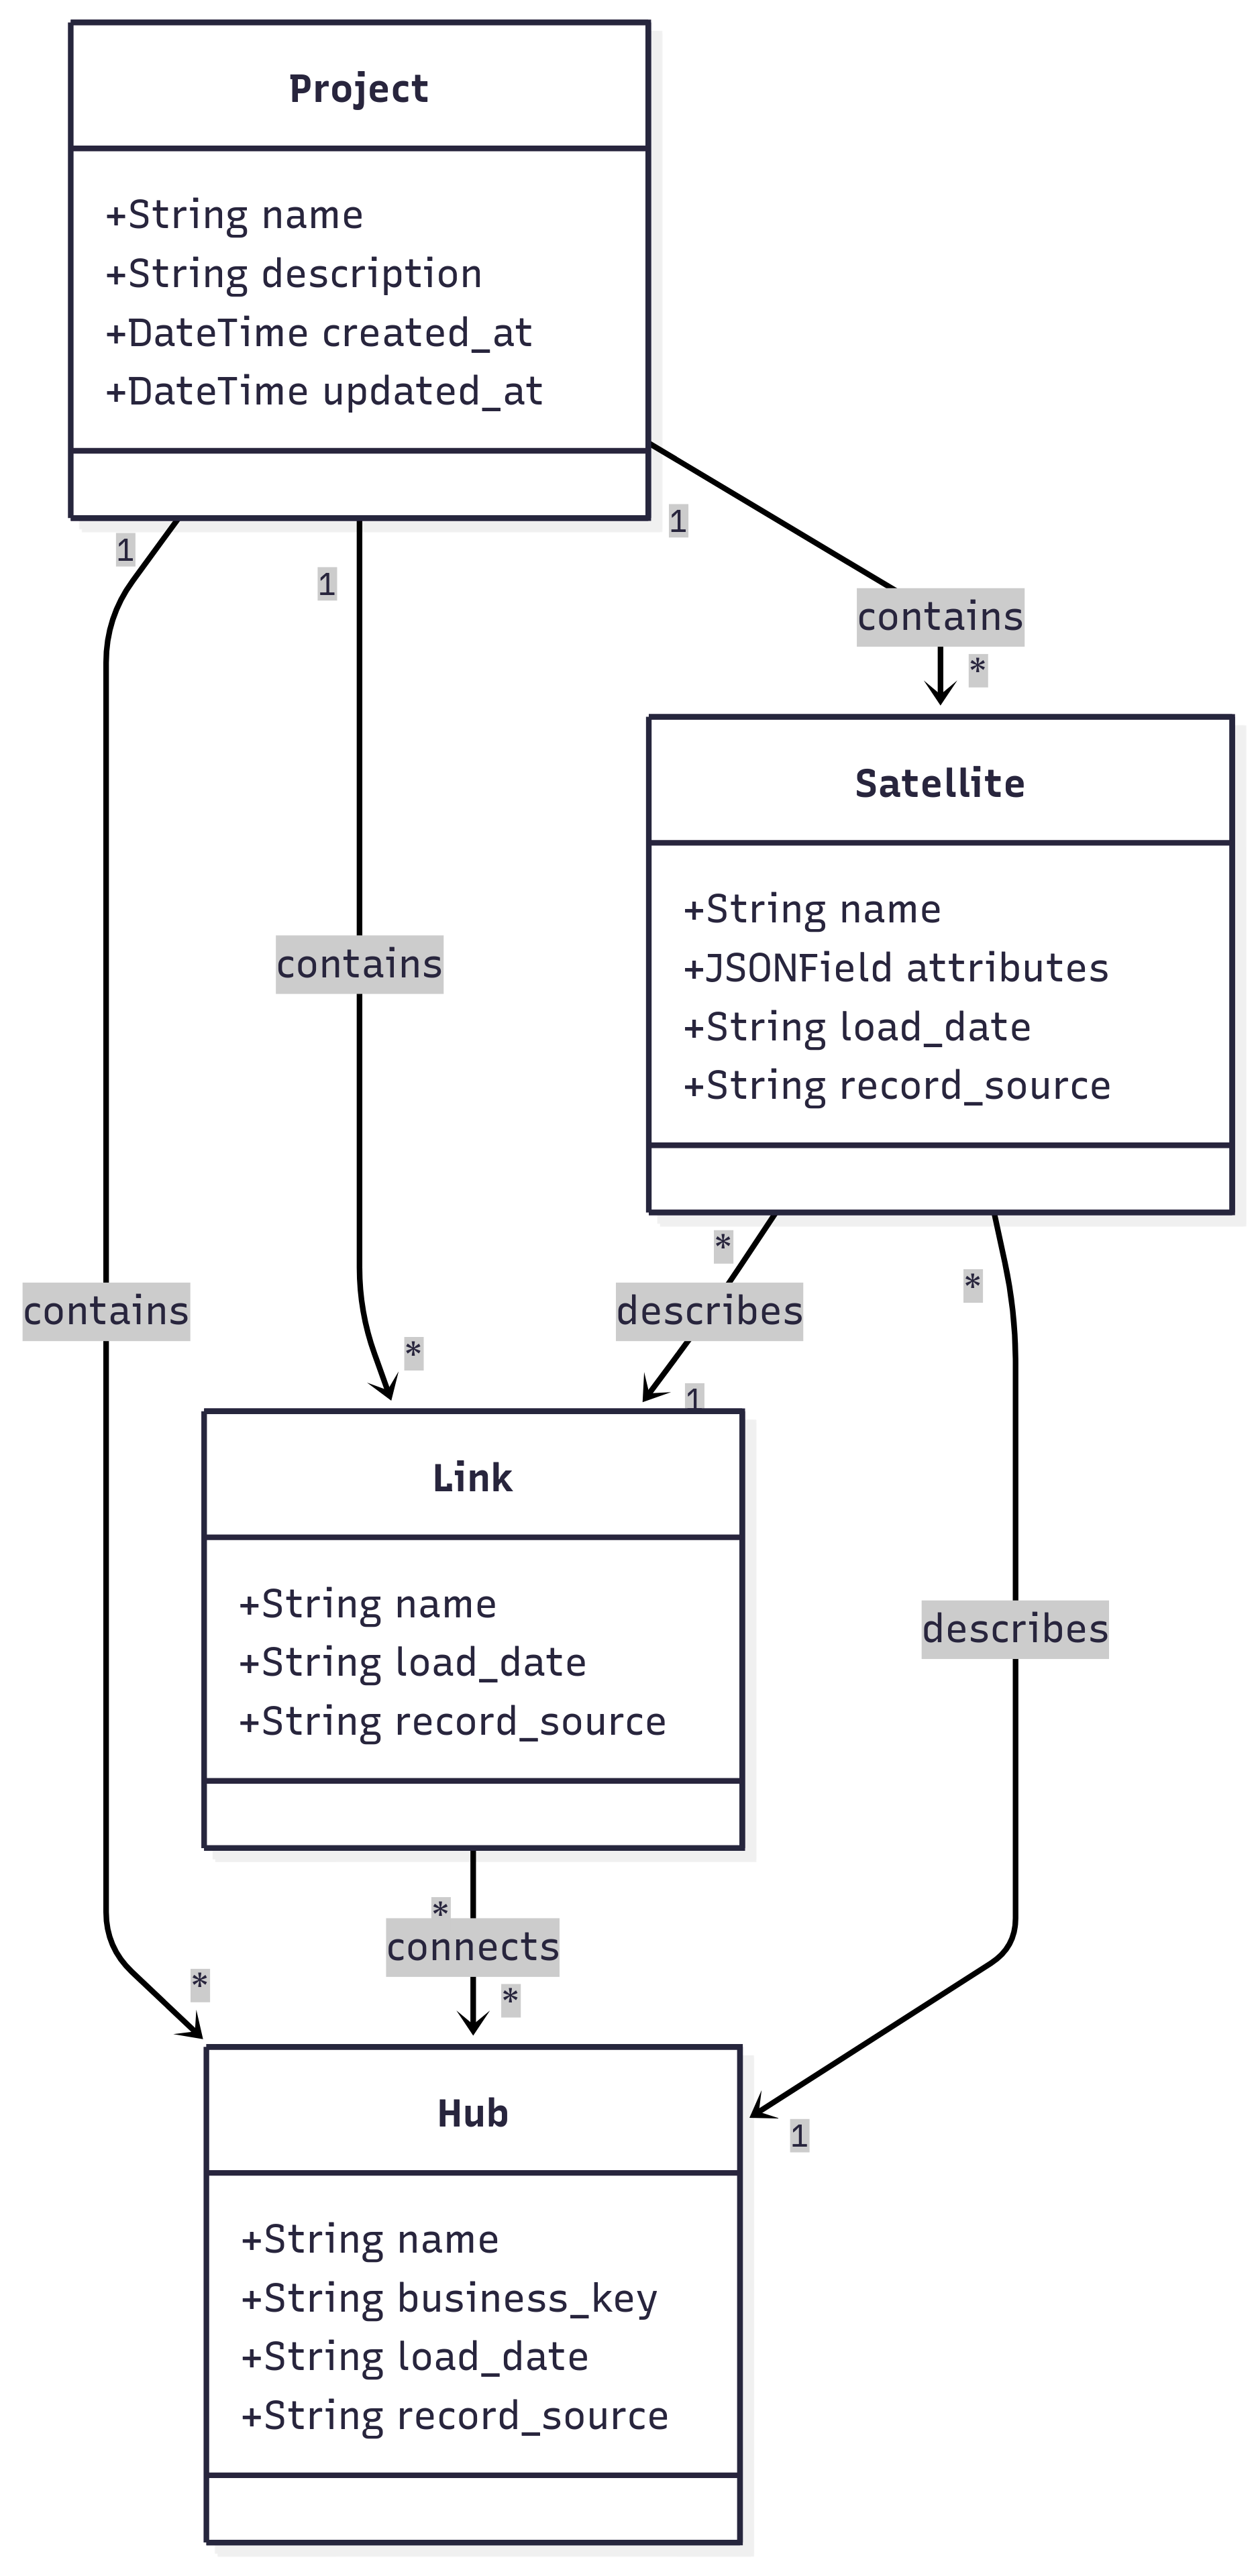 Project
+String name
+String description
+DateTime created_at
+DateTime updated_at
1
1
1
contains
*
Satellite
+String name
+JSONField attributes
+String load_date
+String record_source
contains
*
*
contains
describes
*
1
Link
+String name
+String load_date
+String record_source
describes
*
connects
*
*
1
Hub
+String name
+String business_key
+String load_date
+String record_source